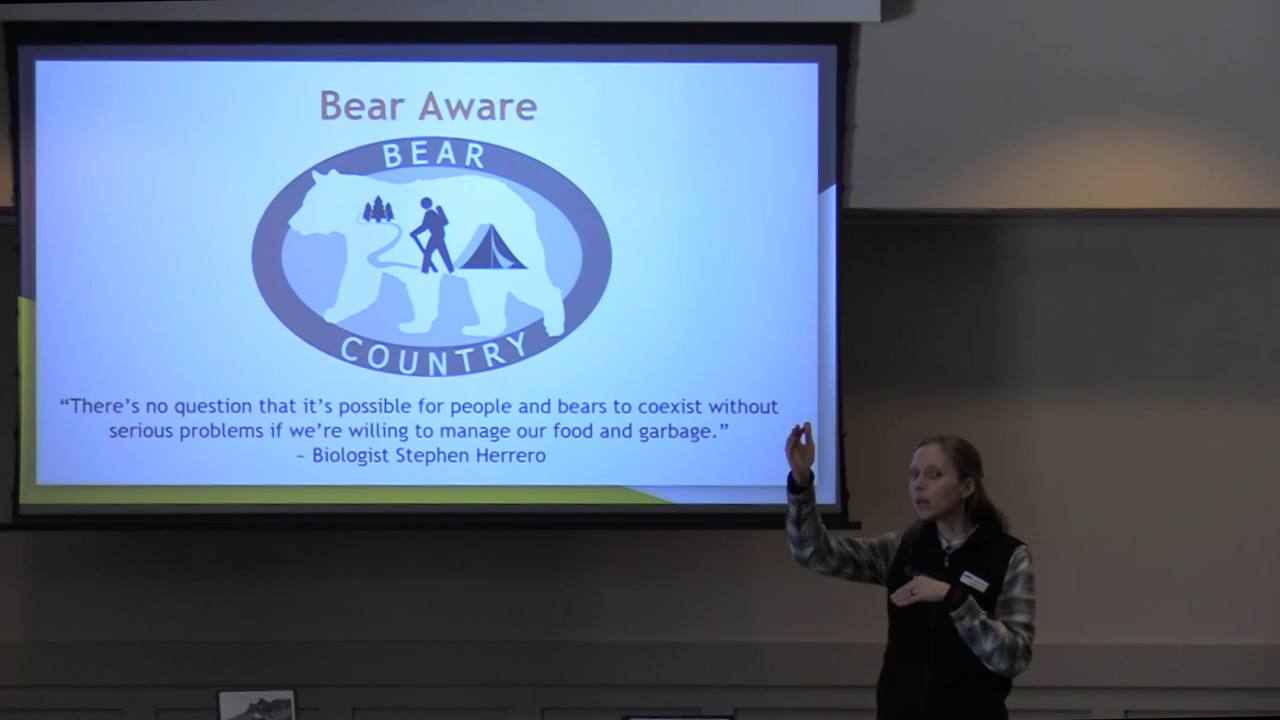 Bear Aware
BEAR
COUNTRY
“There’s no question that it’s possible for people and bears to coexist without
serious problems if we’re willing to manage our food and garbage.”
~ Biologist Stephen Herrero